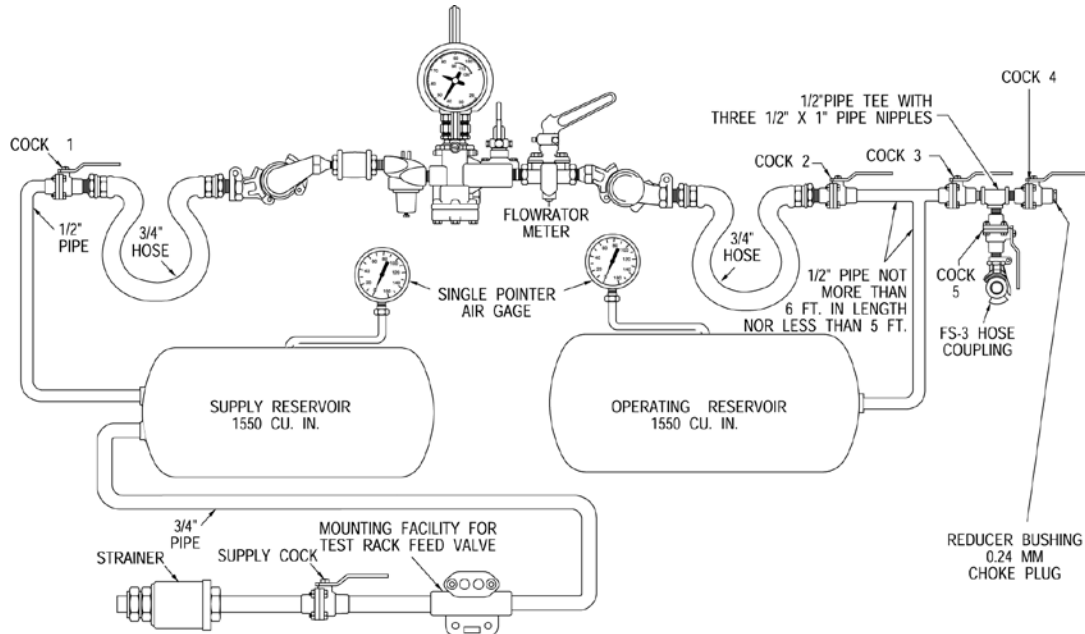 COCK 1
1/2"
PIPE
3/4"
HOSE
FLOWRATOR
METER
SINGLE POINTER
AIR GAGE
3/4"
HOSE
COCK 2
COCK 3
1/2"PIPE TEE WITH
THREE 1/2" X 1" PIPE NIPPLES
COCK 4
1/2" PIPE NOT
MORE THAN
6 FT. IN LENGTH
NOR LESS THAN 5 FT.
COCK
5
FS-3 HOSE
COUPLING
SUPPLY RESERVOIR
1550 CU. IN.
OPERATING RESERVOIR
1550 CU. IN.
REDUCER BUSHING
0.24 MM
CHOKE PLUG
3/4"
PIPE
STRAINER
SUPPLY COCK
MOUNTING FACILITY FOR
TEST RACK FEED VALVE